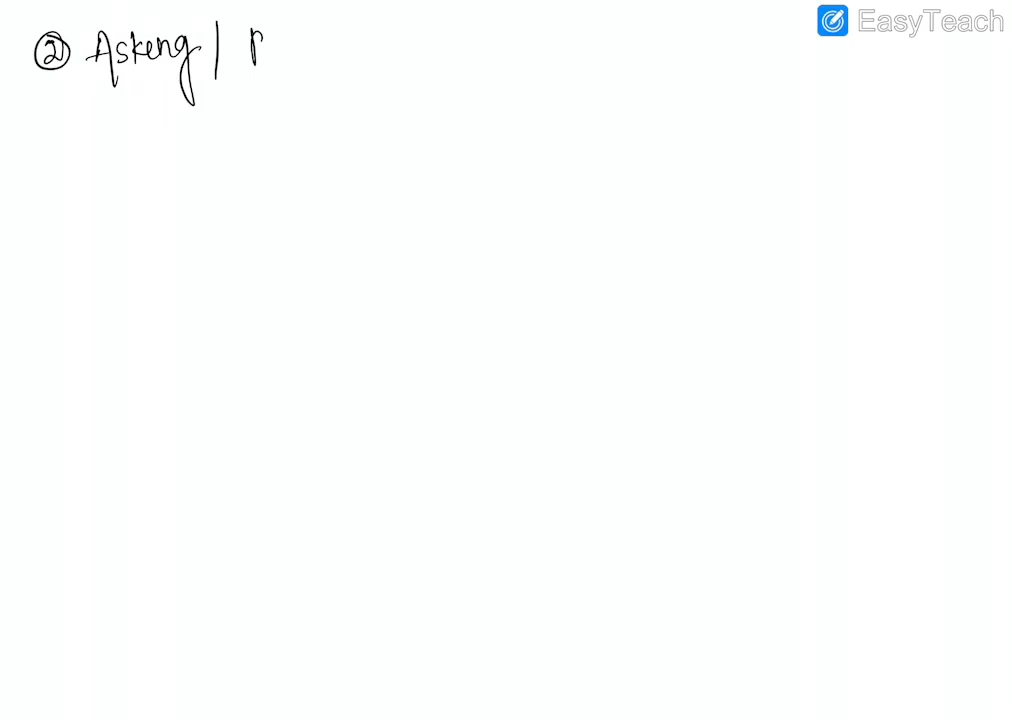 ② Askeng |
EasyTeach